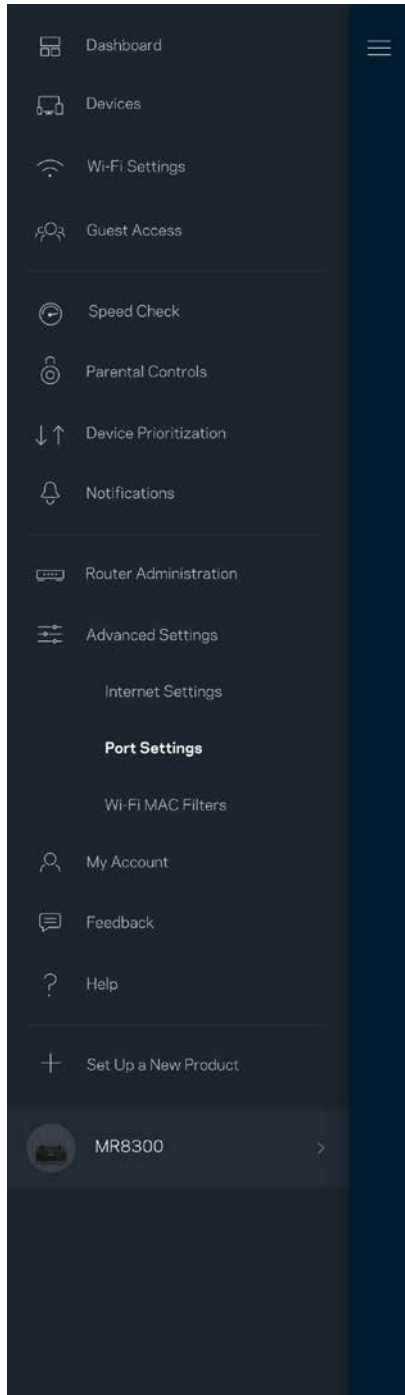 Dashboard
Devices
Wi-Fi Settings
Guest Access
Speed Check
Parental Controls
Device Prioritization
Notifications
Router Administration
Advanced Settings
Internet Settings
Port Settings
Wi-Fi MAC Filters
My Account
Feedback
Help
Set Up a New Product
MR8300